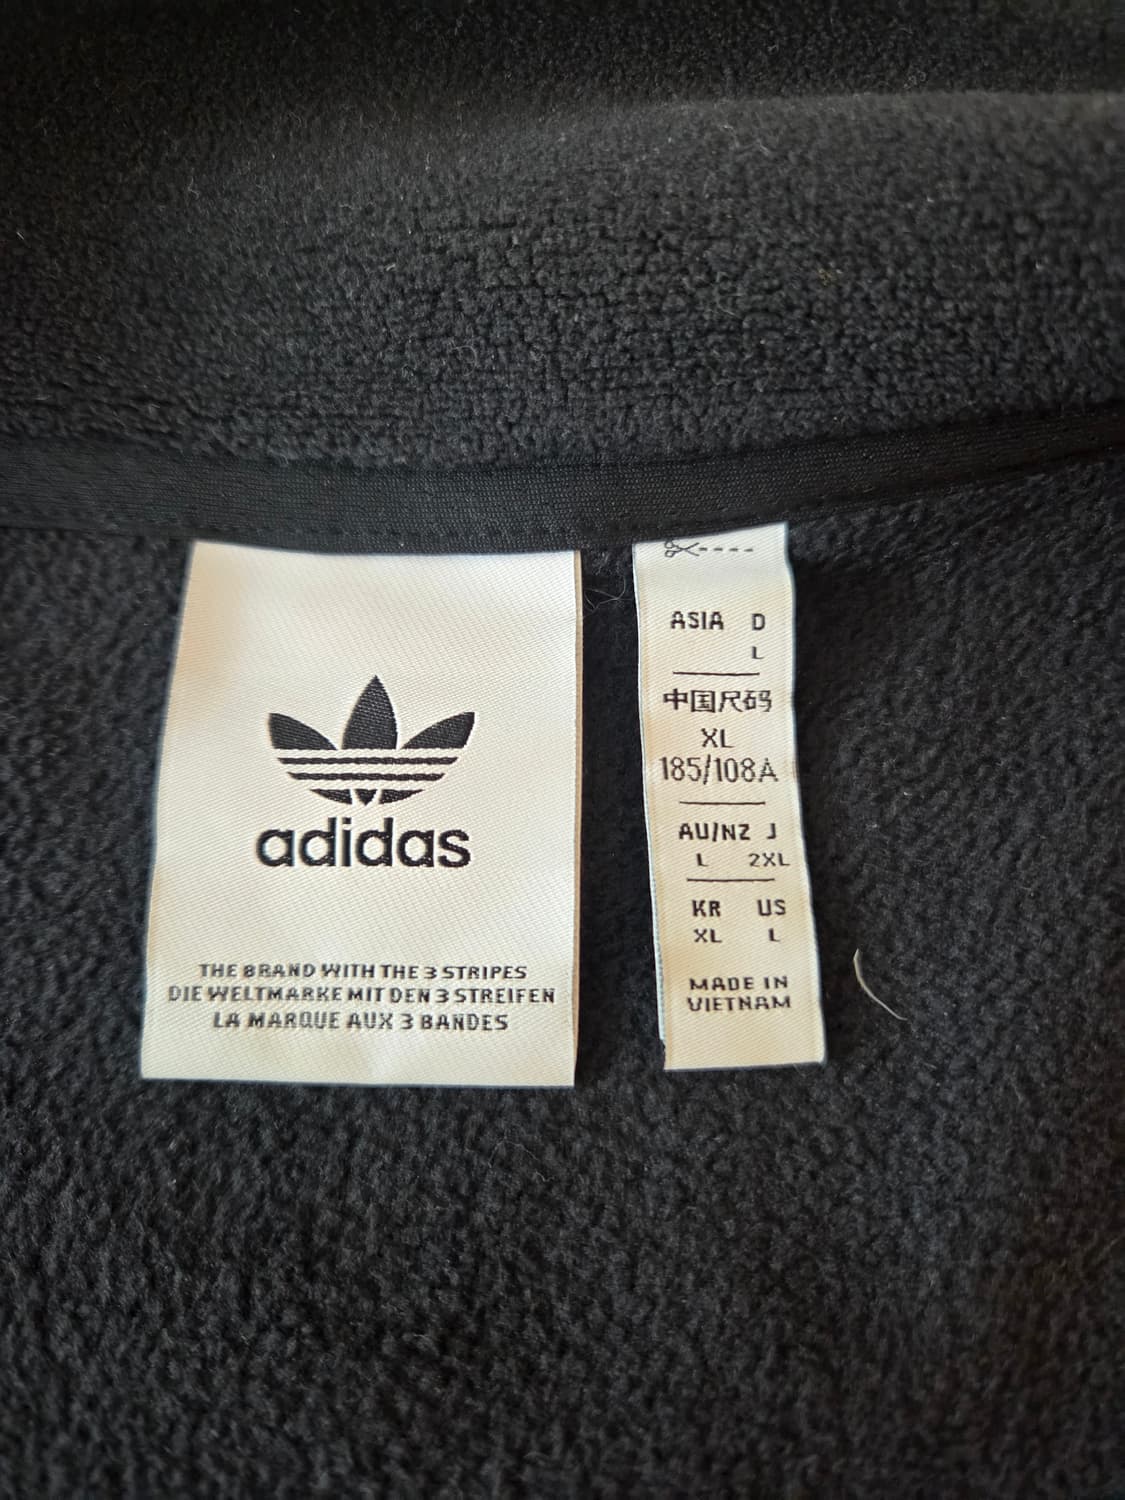 adidas
THE BRAND WITH THE 3 STRIPES
DIE WELTMARKE MIT DEN 3 STREIFEN
LA MARQUE AUX 3 BANDES
ASIA D
L
中国尺码
XL
185/108A
AU/NZ J
L 2XL
KR US
XL L
MADE IN
VIETNAM